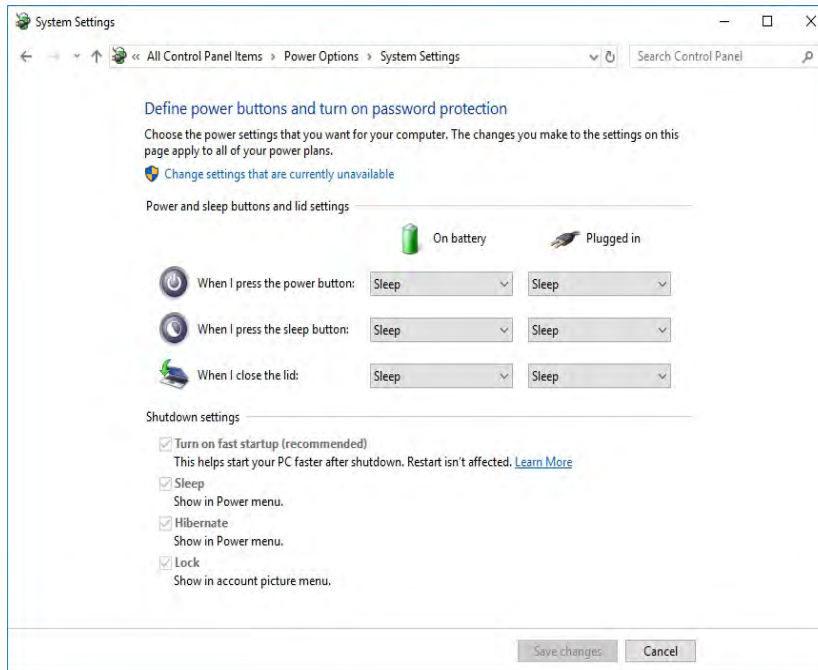 System Settings
« All Control Panel Items › Power Options › System Settings
Search Control Panel
Define power buttons and turn on password protection
Choose the power settings that you want for your computer. The changes you make to the settings on this
page apply to all of your power plans.
Change settings that are currently unavailable
Power and sleep buttons and lid settings
On battery Plugged in
When I press the power button: Sleep Sleep
When I press the sleep button: Sleep Sleep
When I close the lid: Sleep Sleep
Shutdown settings
Turn on fast startup (recommended)
This helps start your PC faster after shutdown. Restart isn't affected. Learn More
Sleep
Show in Power menu.
Hibernate
Show in Power menu.
Lock
Show in account picture menu.
Save changes Cancel